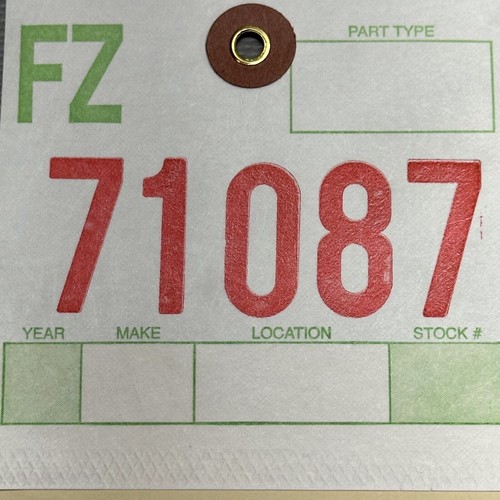 FZ
PART TYPE
71087
YEAR MAKE LOCATION STOCK #